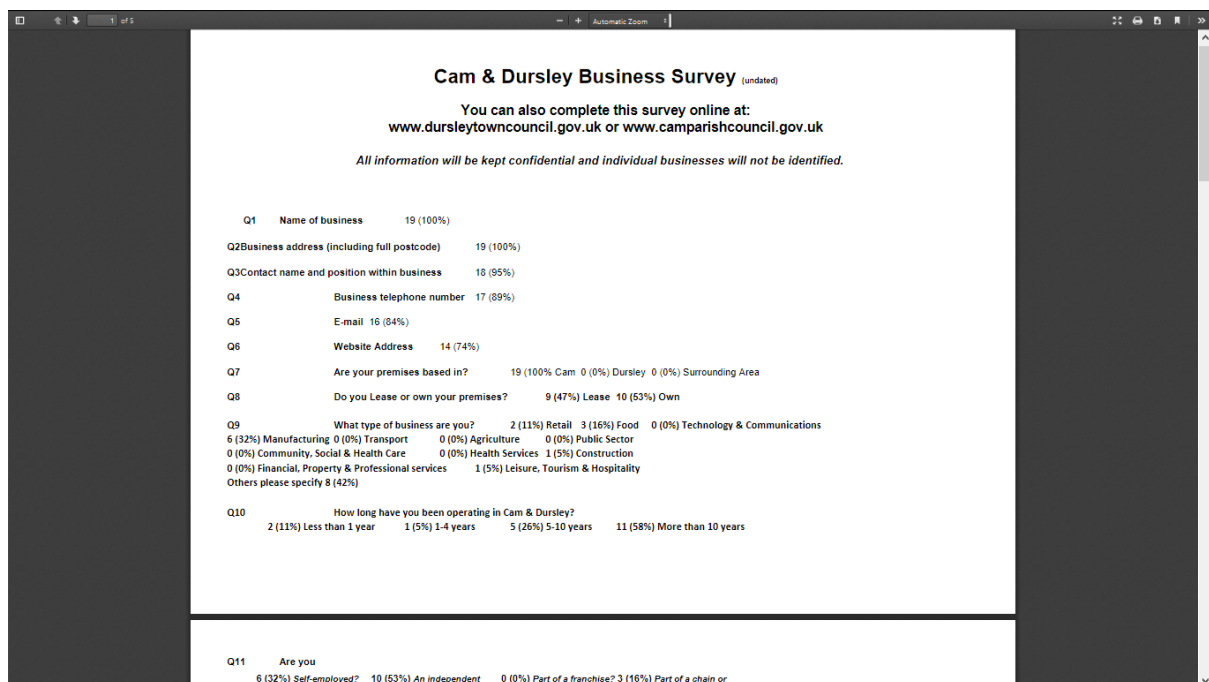 1 of 5
Automatic Zoom
Cam & Dursley Business Survey (undated)
You can also complete this survey online at:
www.dursleytowncouncil.gov.uk or www.camparishcouncil.gov.uk
All information will be kept confidential and individual businesses will not be identified.
Q1 Name of business 19 (100%)
Q2Business address (including full postcode) 19 (100%)
Q3Contact name and position within business 18 (95%)
Q4 Business telephone number 17 (89%)
Q5 E-mail 16 (84%)
Q6 Website Address 14 (74%)
Q7 Are your premises based in? 19 (100% Cam 0 (0%) Dursley 0 (0%) Surrounding Area
Q8 Do you Lease or own your premises? 9 (47%) Lease 10 (53%) Own
Q9 What type of business are you? 2 (11%) Retail 3 (16%) Food 0 (0%) Technology & Communications
6 (32%) Manufacturing 0 (0%) Transport 0 (0%) Agriculture 0 (0%) Public Sector
0 (0%) Community, Social & Health Care 0 (0%) Health Services 1 (5%) Construction
0 (0%) Financial, Property & Professional services 1 (5%) Leisure, Tourism & Hospitality
Others please specify 8 (42%)
Q10 How long have you been operating in Cam & Dursley?
2 (11%) Less than 1 year 1 (5%) 1-4 years 5 (26%) 5-10 years 11 (58%) More than 10 years
Q11 Are you
6 (32%) Self-employed? 10 (53%) An independent 0 (0%) Part of a franchise? 3 (16%) Part of a chain or